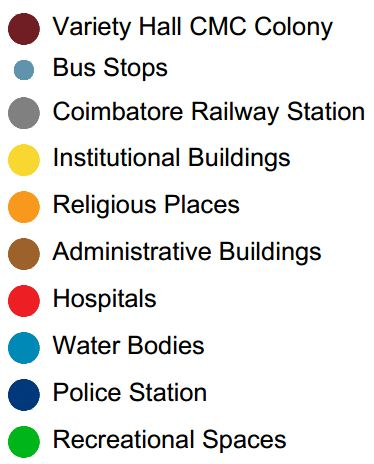 Variety Hall CMC Colony
Bus Stops
Coimbatore Railway Station
Institutional Buildings
Religious Places
Administrative Buildings
Hospitals
Water Bodies
Police Station
Recreational Spaces